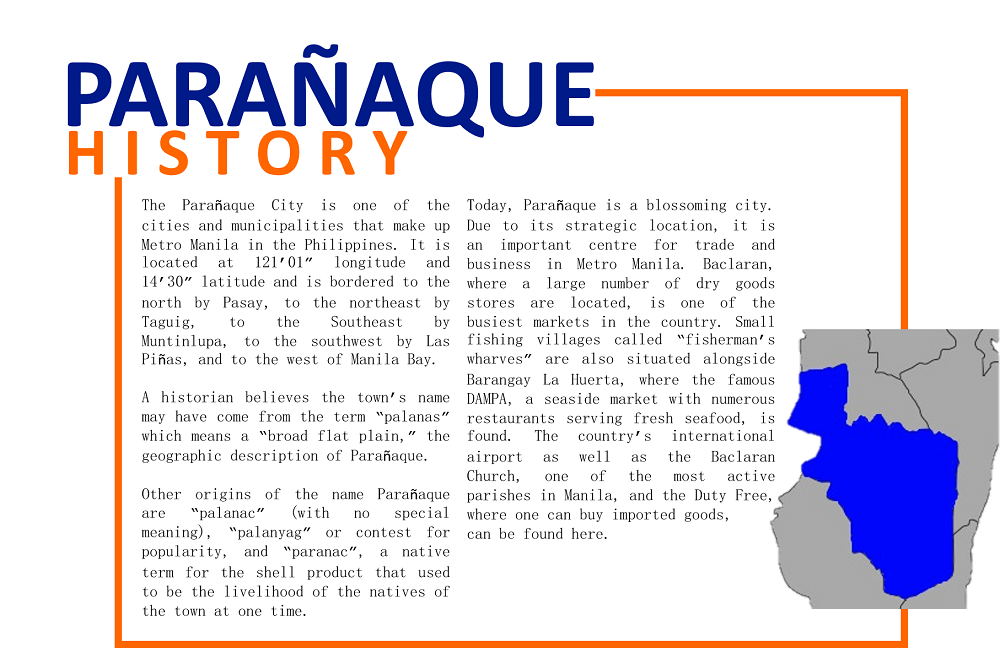 PARAÑAQUE
HISTORY
The Parañaque City is one of the
cities and municipalities that make up
Metro Manila in the Philippines. It is
located at 121′01″ longitude and
14′30″ latitude and is bordered to the
north by Pasay, to the northeast by
Taguig, to the Southeast by
Muntinlupa, to the southwest by Las
Piñas, and to the west of Manila Bay.
A historian believes the town's name
may have come from the term "palanas"
which means a "broad flat plain," the
geographic description of Parañaque.
Other origins of the name Parañaque
are "palanac" (with no special
meaning), "palanyag" or contest for
popularity, and "paranac", a native
term for the shell product that used
to be the livelihood of the natives of
the town at one time.
Today, Parañaque is a blossoming city.
Due to its strategic location, it is
an important centre for trade and
business in Metro Manila. Baclaran,
where a large number of dry goods
stores are located, is one of the
busiest markets in the country. Small
fishing villages called "fisherman's
wharves" are also situated alongside
Barangay La Huerta, where the famous
DAMPA, a seaside market with numerous
restaurants serving fresh seafood, is
found. The country's international
airport as well as the Baclaran
Church, one of the most active
parishes in Manila, and the Duty Free,
where one can buy imported goods,
can be found here.